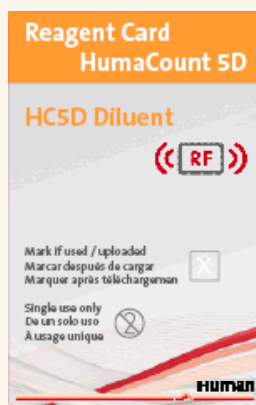 Reagent Card
HumaCount 5D
HC5D Diluent
RF
Mark if used / uploaded
Marcar después de cargar
Marquer après téléchargemen
X
Single use only
De un solo uso
À usage unique
2
Human